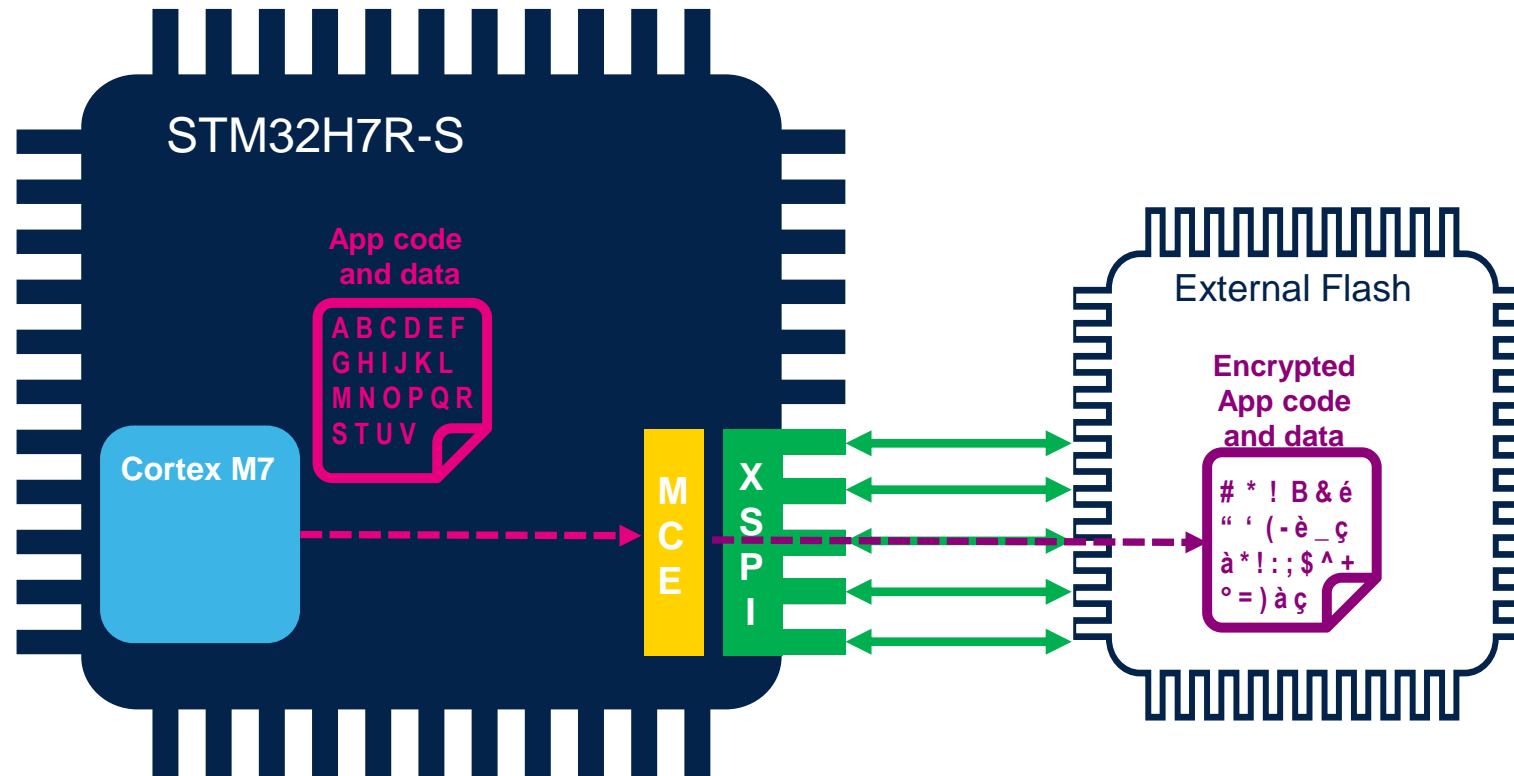 STM32H7R-S
App code
and data
A B C D E F
G H I J K L
M N O P Q R
S T U V
Cortex M7
M
C
E
X
S
P
I
External Flash
Encrypted
App code
and data
# * ! B & é
“ ‘ ( - è _ ç
à * ! : ; $ ^ +
° = ) à ç